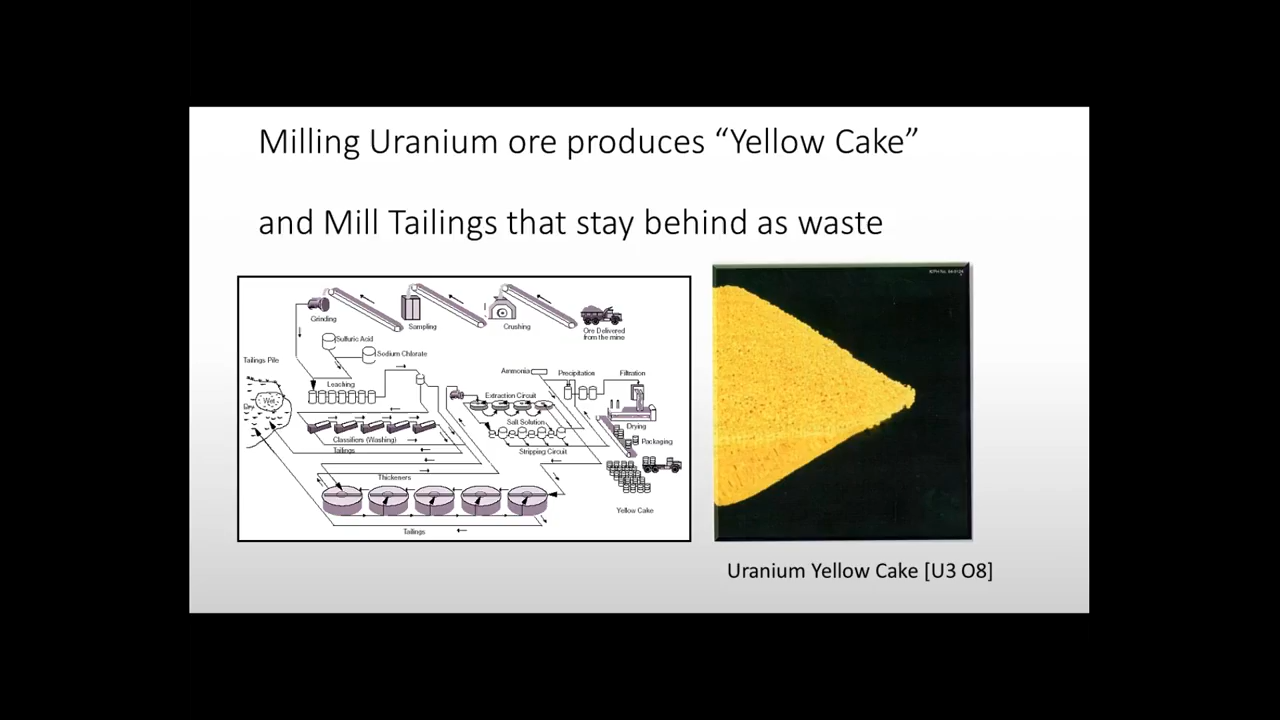 Milling Uranium ore produces “Yellow Cake”
and Mill Tailings that stay behind as waste
Grinding
Sampling
Crushing
Ore Delivered
from the mine
Sulfuric Acid
Sodium Chlorate
Tailings Pile
Leaching
Ammonia
Precipitation
Filtration
Extraction Circuit
Wet
Dry
Salt Solution
Drying
Classifiers (Washing)
Packaging
Tailings
Stripping Circuit
Thickeners
Yellow Cake
Tailings
Uranium Yellow Cake [U3 O8]